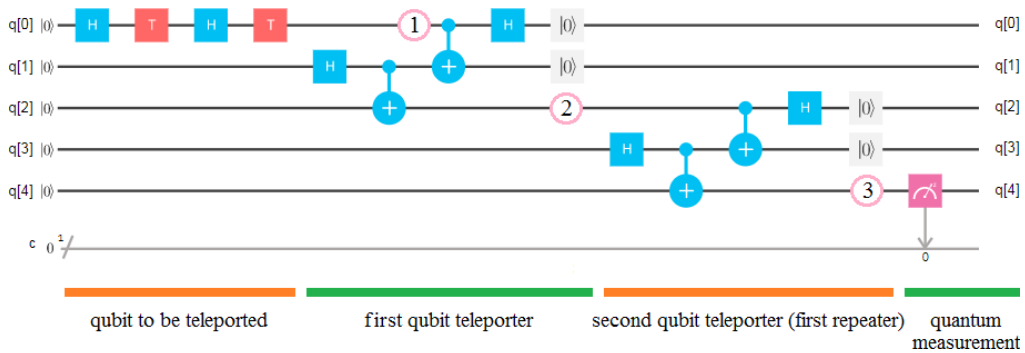 q[0] |0⟩ H T H T 1 H |0⟩ q[0]
q[1] |0⟩ H + |0⟩ q[1]
q[2] |0⟩ + 2 H |0⟩ q[2]
q[3] |0⟩ H + |0⟩ q[3]
q[4] |0⟩ + 3 q[4]
c 0 1
0
qubit to be teleported
first qubit teleporter
second qubit teleporter (first repeater)
quantum
measurement